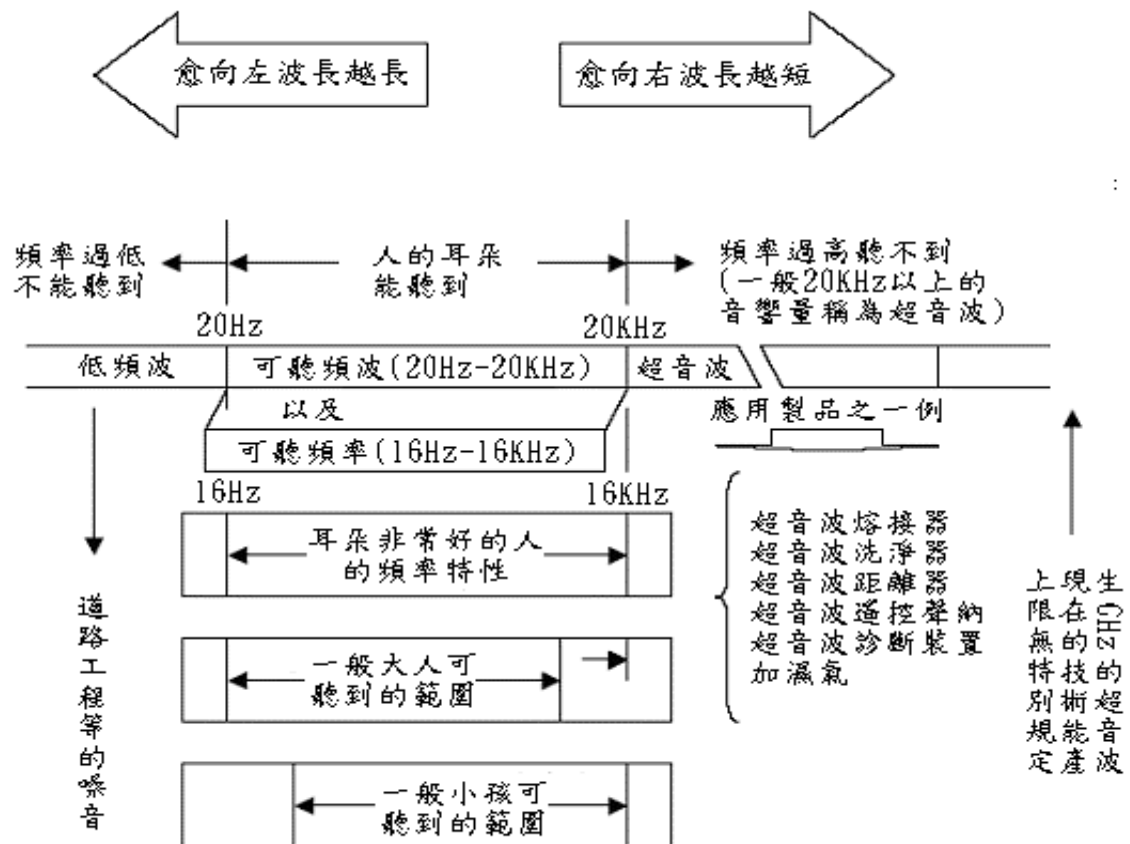 愈向左波長越長
愈向右波長越短
:
頻率過低
不能聽到
人的耳朵
能聽到
頻率過高聽不到
(一般20KHz以上的
音響量稱為超音波)
20Hz
20KHz
低頻波
可聽頻波(20Hz-20KHz)
超音波
以及
應用製品之一例
可聽頻率(16Hz-16KHz)
16Hz
16KHz
耳朵非常好的人
的頻率特性
超音波熔接器
超音波洗淨器
超音波距離器
超音波遙控聲納
超音波診斷裝置
加濕氣
一般大人可
聽到的範圍
一般小孩可
聽到的範圍
道路工程等的噪音
生GHz的超音波
現在的技術能產
上限無特別規定